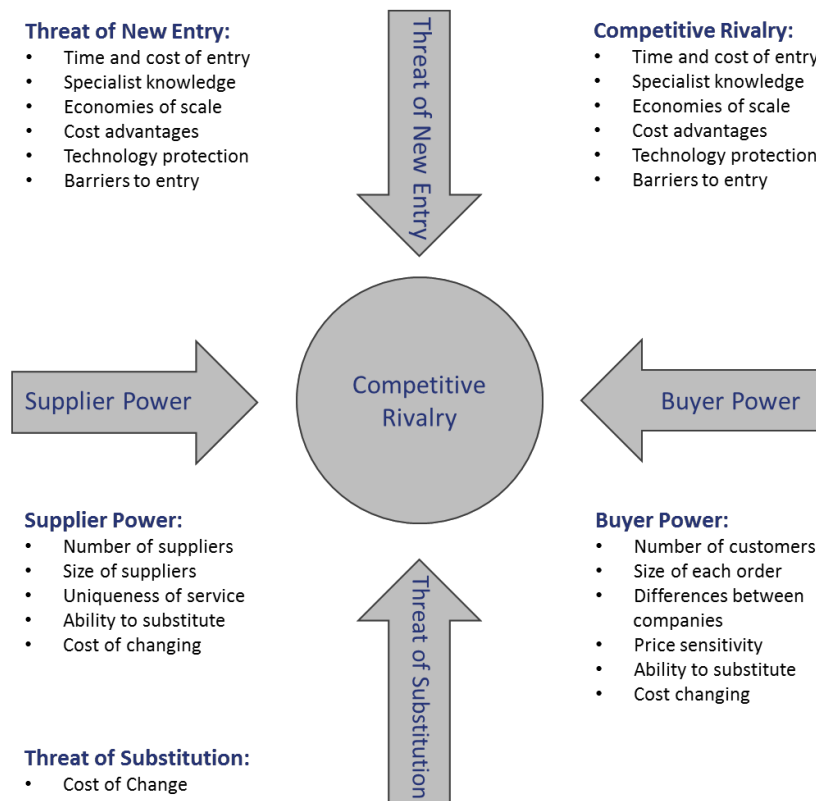 Threat of New Entry:
• Time and cost of entry
• Specialist knowledge
• Economies of scale
• Cost advantages
• Technology protection
• Barriers to entry
Threat of New Entry
Competitive Rivalry:
• Time and cost of entry
• Specialist knowledge
• Economies of scale
• Cost advantages
• Technology protection
• Barriers to entry
Supplier Power
Competitive
Rivalry
Buyer Power
Supplier Power:
• Number of suppliers
• Size of suppliers
• Uniqueness of service
• Ability to substitute
• Cost of changing
Threat of Substitution
Buyer Power:
• Number of customers
• Size of each order
• Differences between
companies
• Price sensitivity
• Ability to substitute
• Cost changing
Threat of Substitution:
• Cost of Change